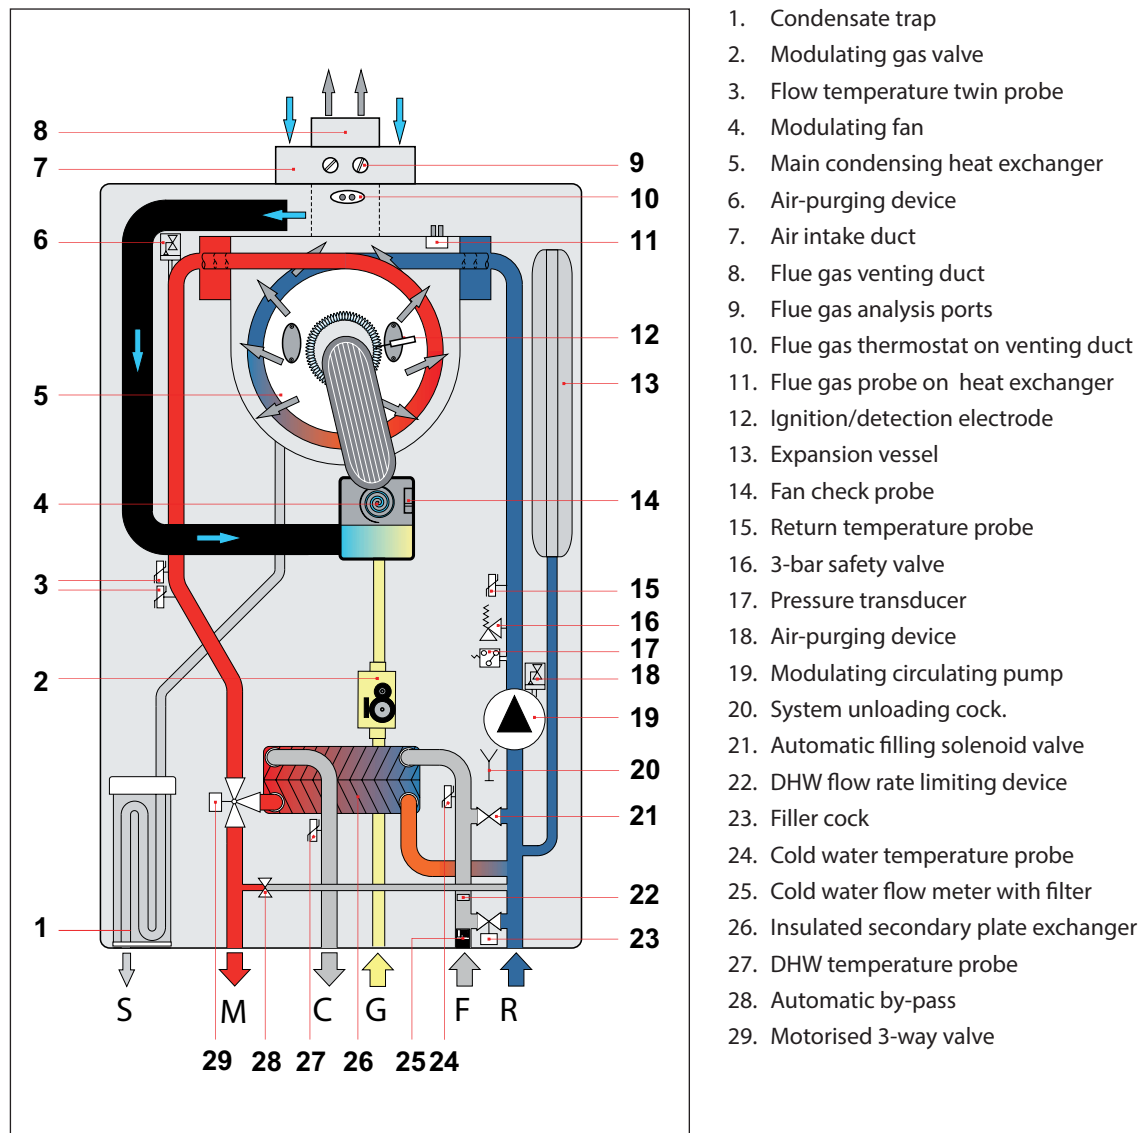 8
7
6
5
4
3
2
1
9
10
11
12
13
14
15
16
17
18
19
20
21
22
23
S M C G F R
29 28 27 26 25 24
1. Condensate trap
2. Modulating gas valve
3. Flow temperature twin probe
4. Modulating fan
5. Main condensing heat exchanger
6. Air-purging device
7. Air intake duct
8. Flue gas venting duct
9. Flue gas analysis ports
10. Flue gas thermostat on venting duct
11. Flue gas probe on heat exchanger
12. Ignition/detection electrode
13. Expansion vessel
14. Fan check probe
15. Return temperature probe
16. 3-bar safety valve
17. Pressure transducer
18. Air-purging device
19. Modulating circulating pump
20. System unloading cock.
21. Automatic filling solenoid valve
22. DHW flow rate limiting device
23. Filler cock
24. Cold water temperature probe
25. Cold water flow meter with filter
26. Insulated secondary plate exchanger
27. DHW temperature probe
28. Automatic by-pass
29. Motorised 3-way valve